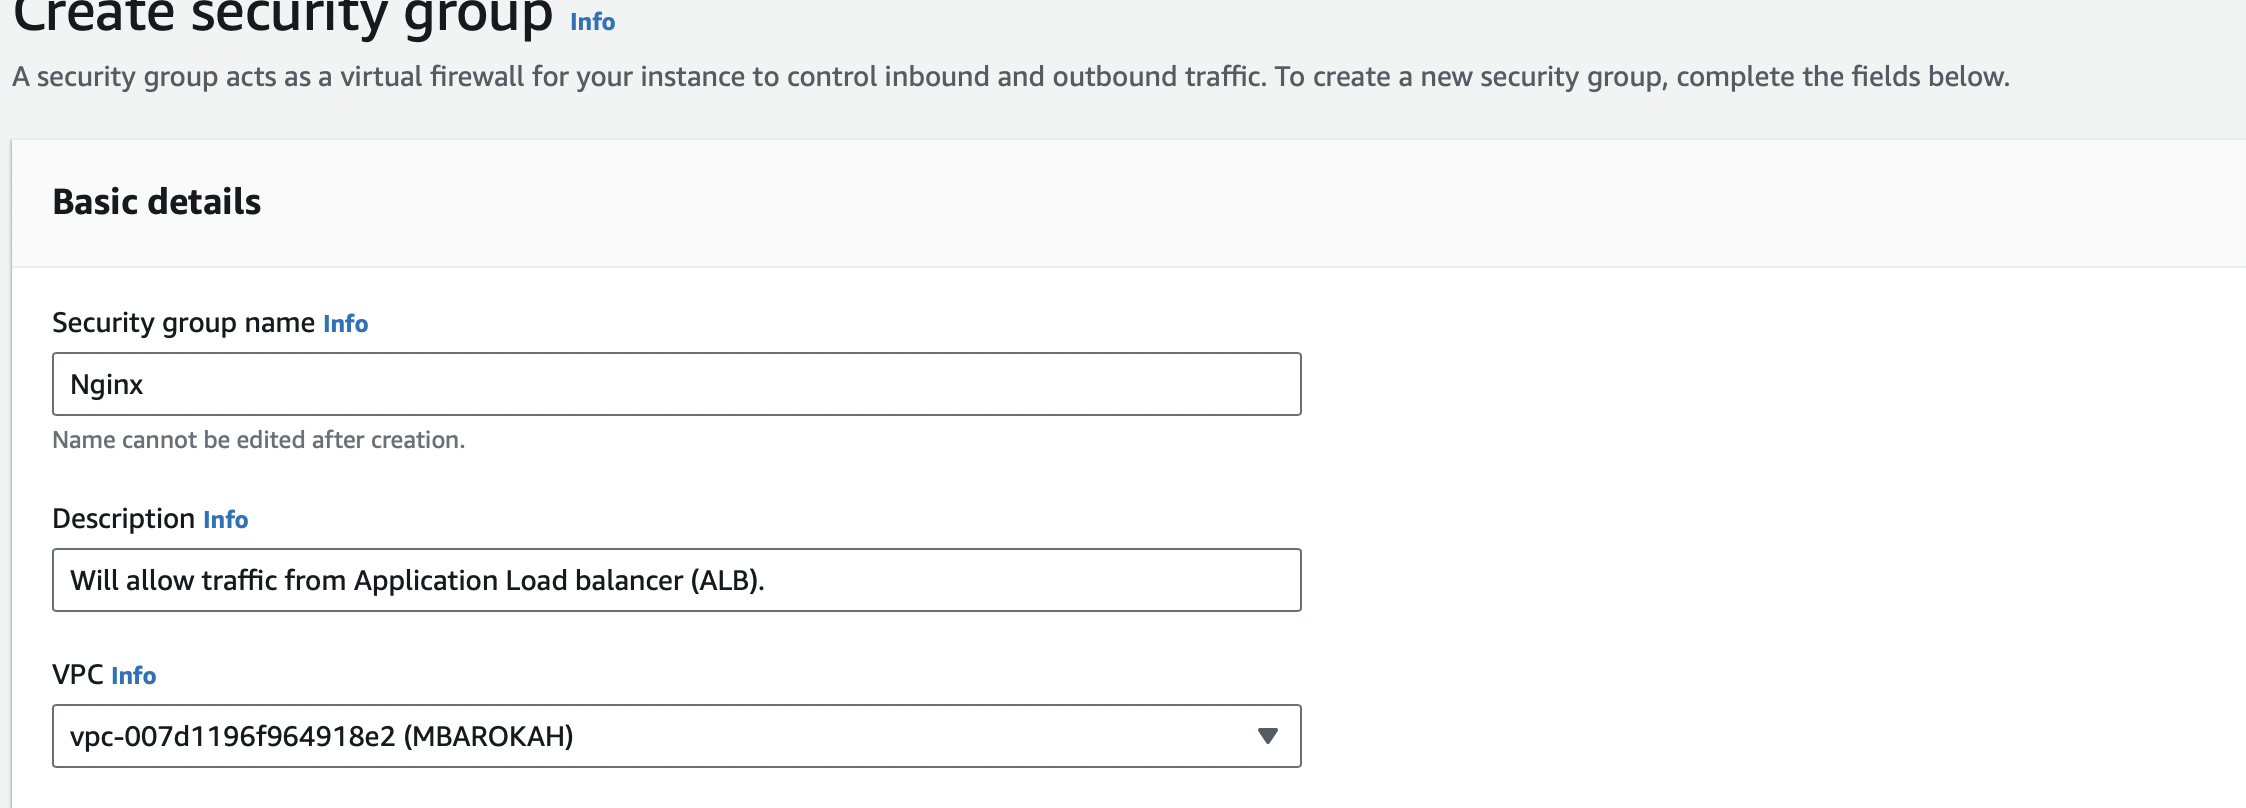 Create security group Info
A security group acts as a virtual firewall for your instance to control inbound and outbound traffic. To create a new security group, complete the fields below.
Basic details
Security group name Info
Nginx
Name cannot be edited after creation.
Description Info
Will allow traffic from Application Load balancer (ALB).
VPC Info
vpc-007d1196f964918e2 (MBAROKAH)